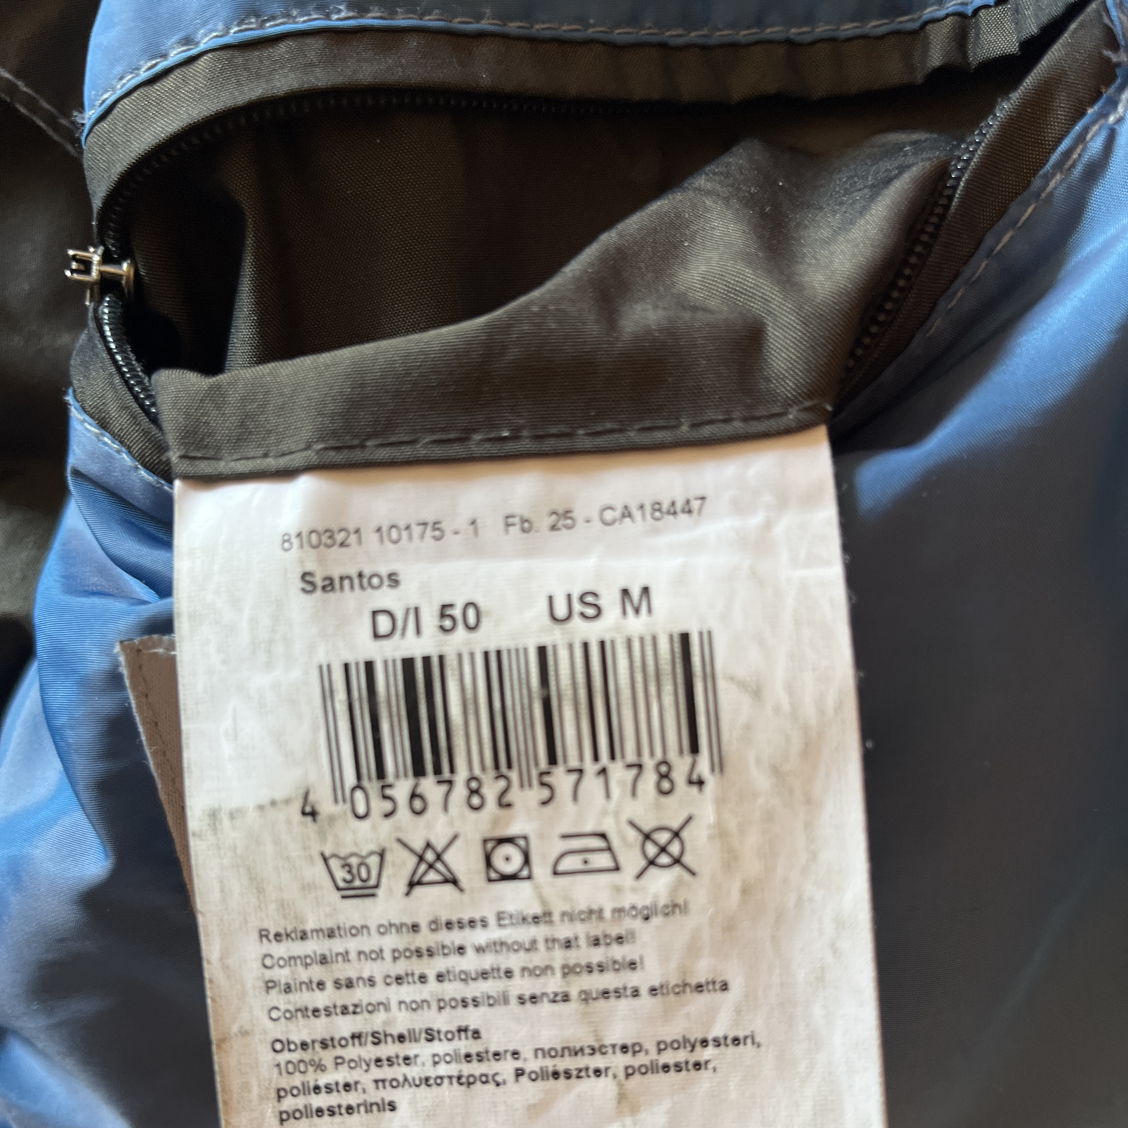 810321 10175 - 1 Fb. 25 - CA18447
Santos
D/I 50 US M
4 056782 571784
30
Reklamation ohne dieses Etikett nicht möglich!
Complaint not possible without that label!
Plainte sans cette etiquette non possible!
Contestazioni non possibili senza questa etichetta
Oberstoff/Shell/Stoffa
100% Polyester, poliestere, полиэстер, polyesteri,
poliéster, πολυεστέρας, Poliészter, poliester,
poliesterinis